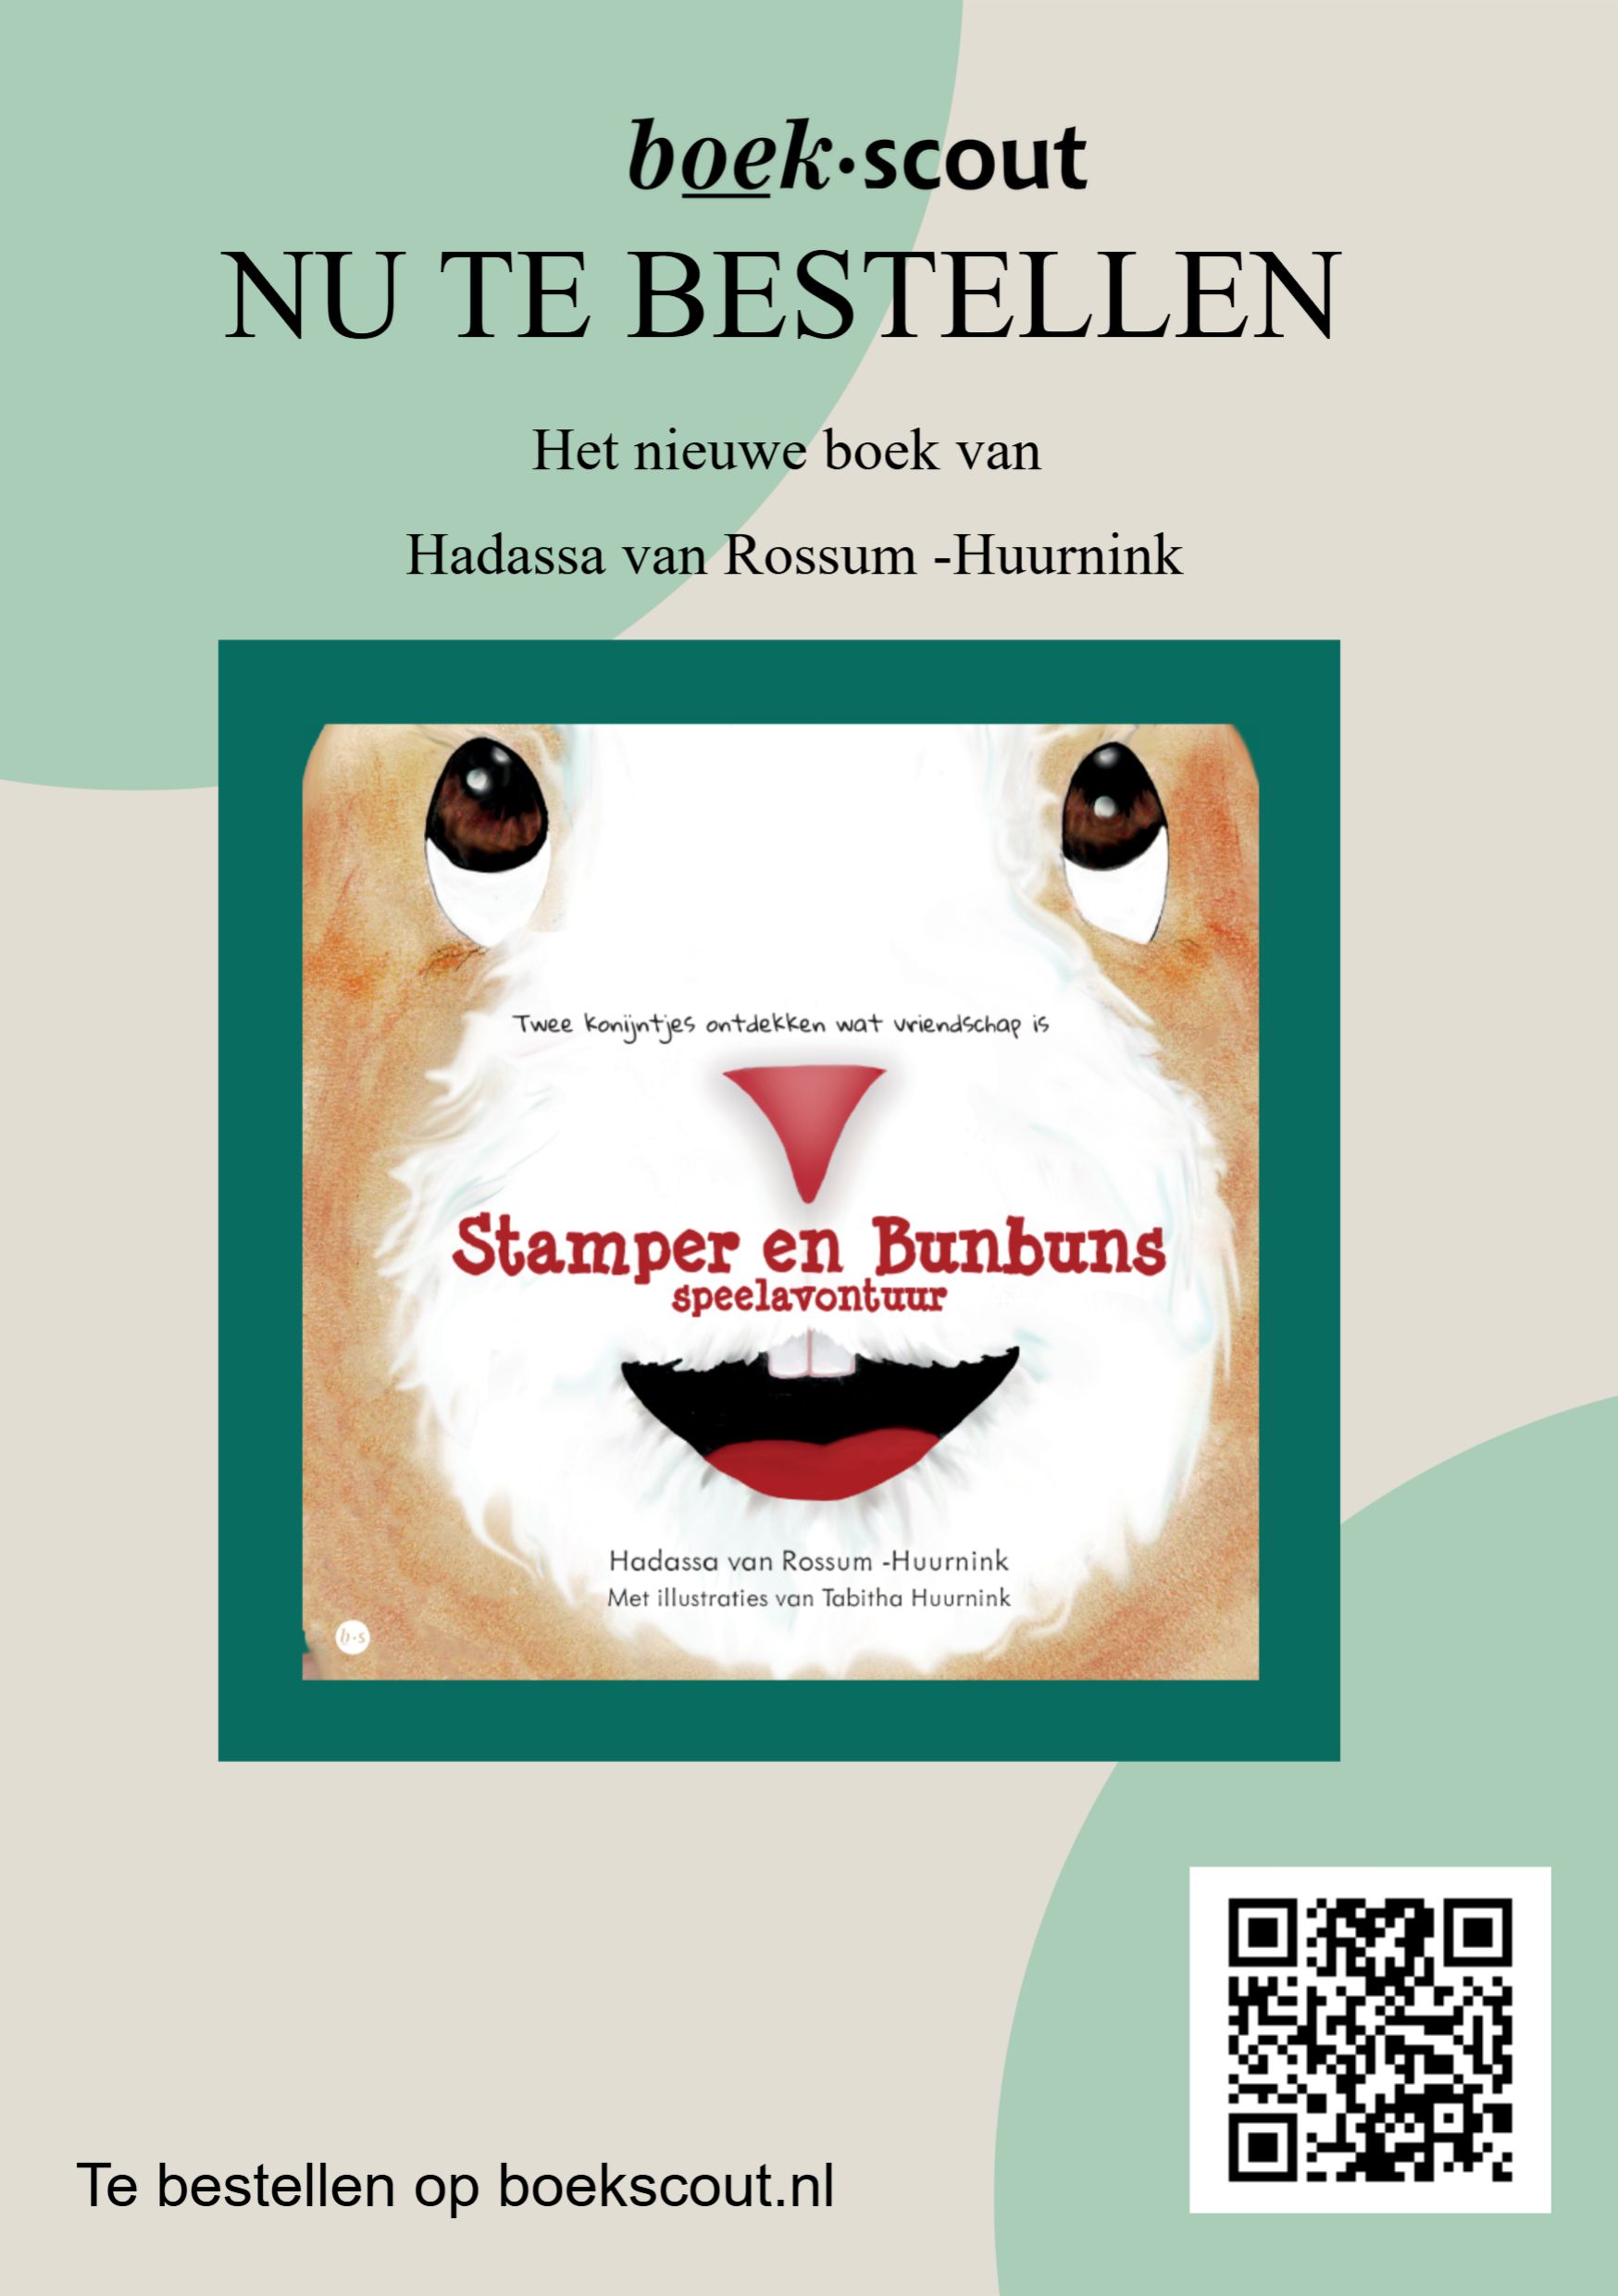 boek·scout
NU TE BESTELLEN
Het nieuwe boek van
Hadassa van Rossum -Huurnink
Twee konijntjes ontdekken wat vriendschap is
Stamper en Bunbuns
speelavontuur
Hadassa van Rossum -Huurnink
Met illustraties van Tabitha Huurnink
b·s
Te bestellen op boekscout.nl